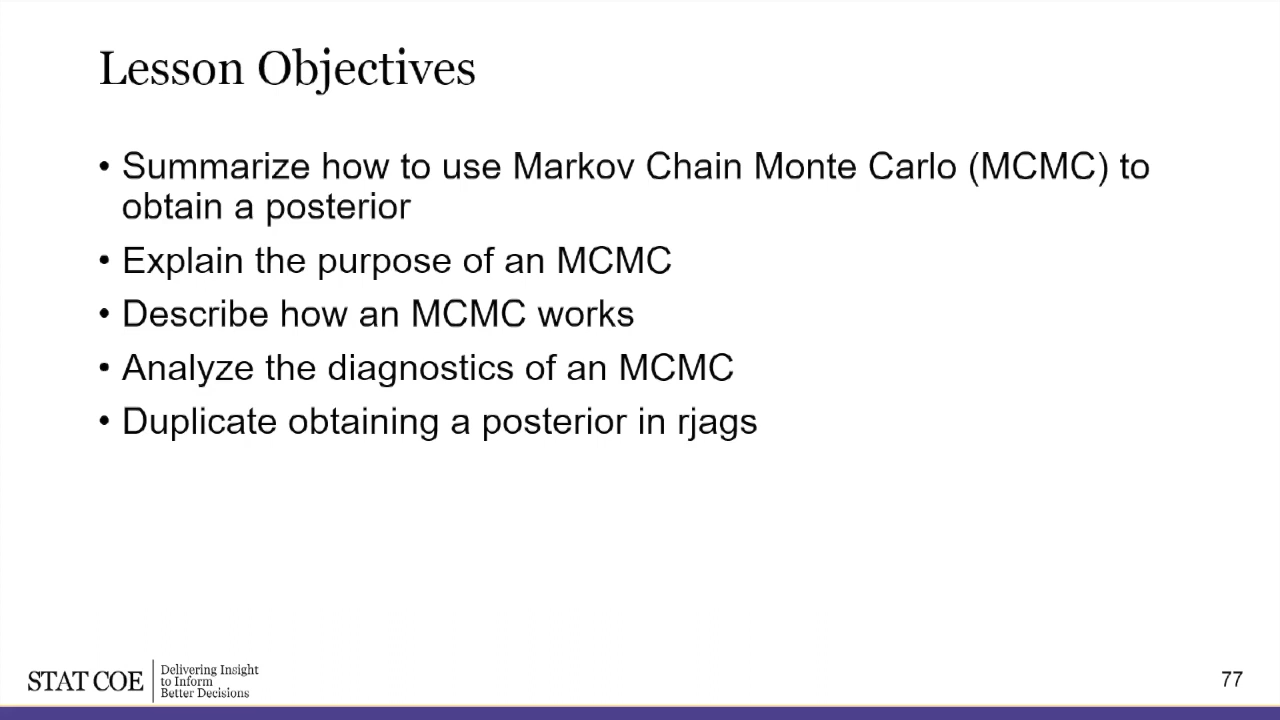 Lesson Objectives
• Summarize how to use Markov Chain Monte Carlo (MCMC) to
obtain a posterior
• Explain the purpose of an MCMC
• Describe how an MCMC works
• Analyze the diagnostics of an MCMC
• Duplicate obtaining a posterior in rjags
STAT COE
Delivering Insight
to Inform
Better Decisions
77